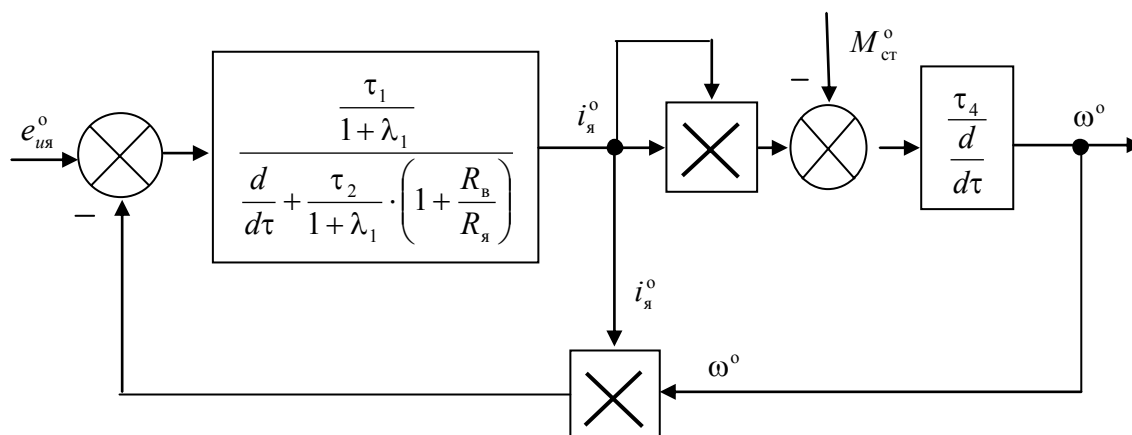 e°ия
−
τ₁
1 + λ₁
d
dτ
+
τ₂
1 + λ₁
· (1 + Rв/Rя)
i°я
i°я
−
M°ст
τ₄
d
dτ
ω°
ω°